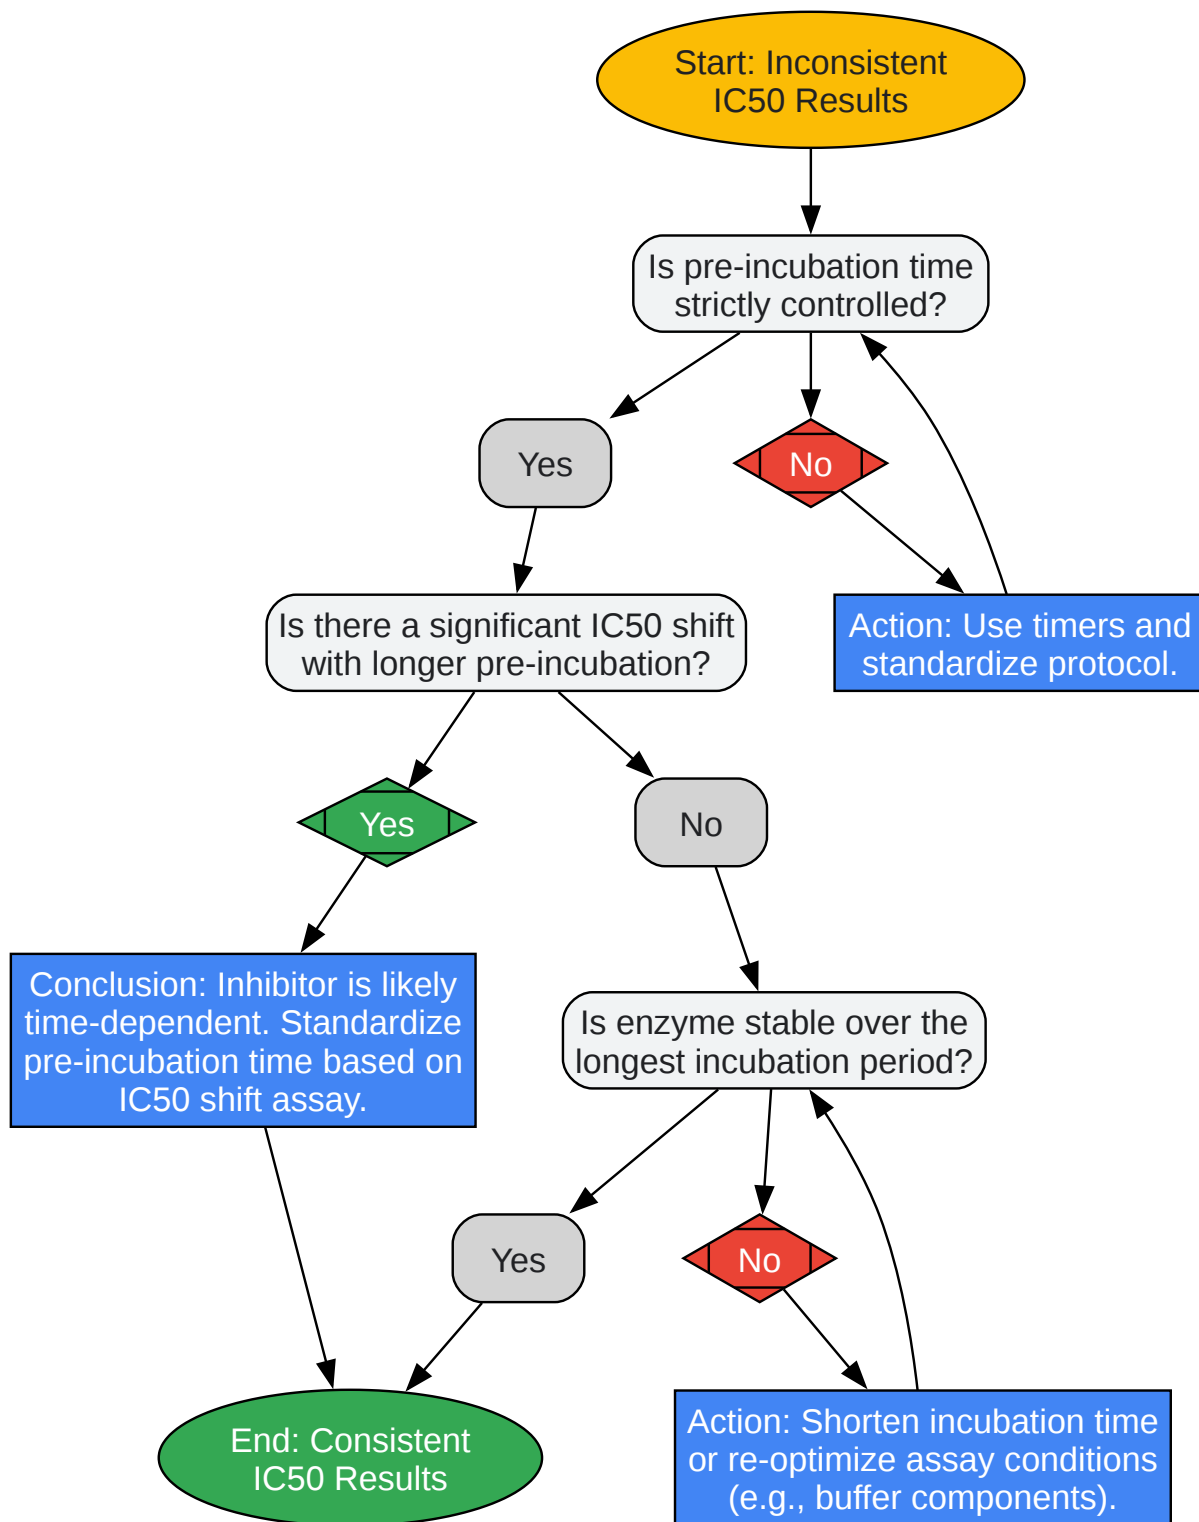 Start: Inconsistent
IC50 Results
Is pre-incubation time
strictly controlled?
Yes
No
Is there a significant IC50 shift
with longer pre-incubation?
Action: Use timers and
standardize protocol.
Yes
No
Conclusion: Inhibitor is likely
time-dependent. Standardize
pre-incubation time based on
IC50 shift assay.
Is enzyme stable over the
longest incubation period?
Yes
No
End: Consistent
IC50 Results
Action: Shorten incubation time
or re-optimize assay conditions
(e.g., buffer components).